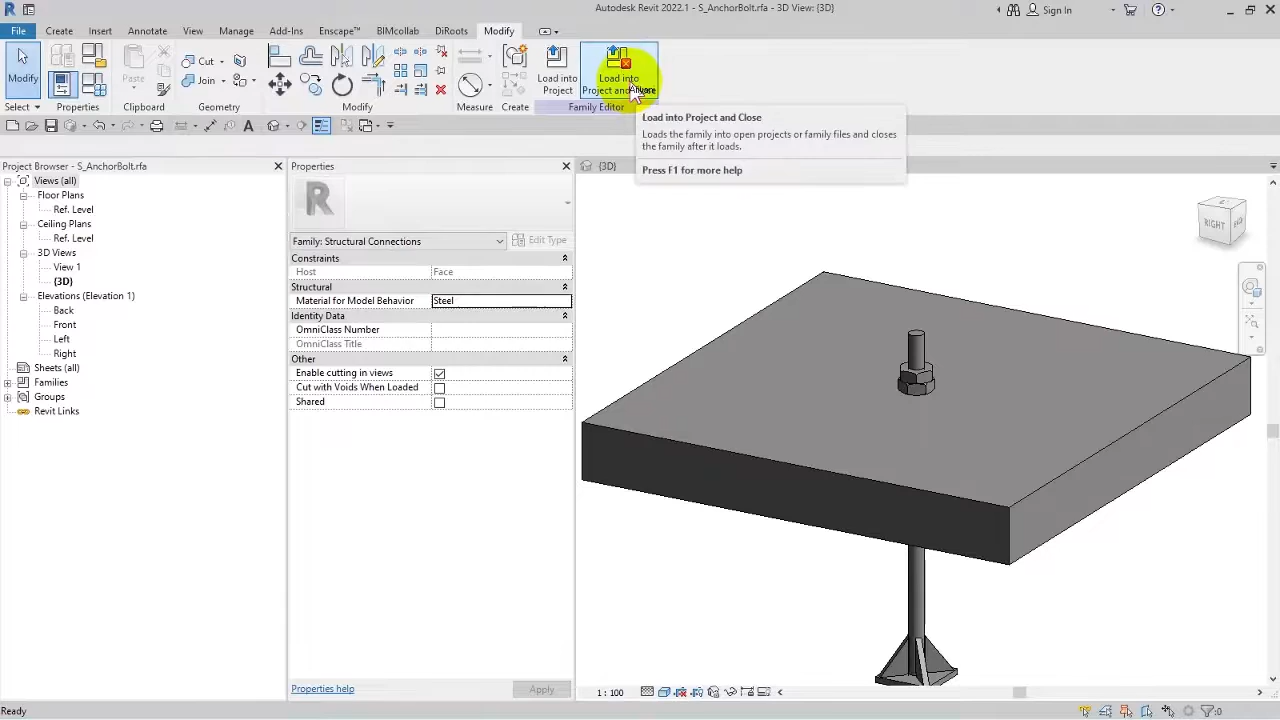 Autodesk Revit 2022.1 - S_AnchorBolt.rfa - 3D View: {3D}
Sign In
File Create Insert Annotate View Manage Add-Ins Enscape™ BIMcollab DiRoots Modify
Modify
Paste
Cut
Join
Load into
Project
Load into
Project and
Select Properties Clipboard Geometry Modify Measure Create Family Editor
Load into Project and Close
Loads the family into open projects or family files and closes
the family after it loads.
Press F1 for more help
Project Browser - S_AnchorBolt.rfa
Views (all)
Floor Plans
Ref. Level
Ceiling Plans
Ref. Level
3D Views
View 1
{3D}
Elevations (Elevation 1)
Back
Front
Left
Right
Sheets (all)
Families
Groups
Revit Links
Properties
R
Family: Structural Connections
Edit Type
Constraints
Host Face
Structural
Material for Model Behavior Steel
Identity Data
OmniClass Number
OmniClass Title
Other
Enable cutting in views
Cut with Voids When Loaded
Shared
Properties help
Apply
{3D}
RIGHT
1 : 100
Ready
:0